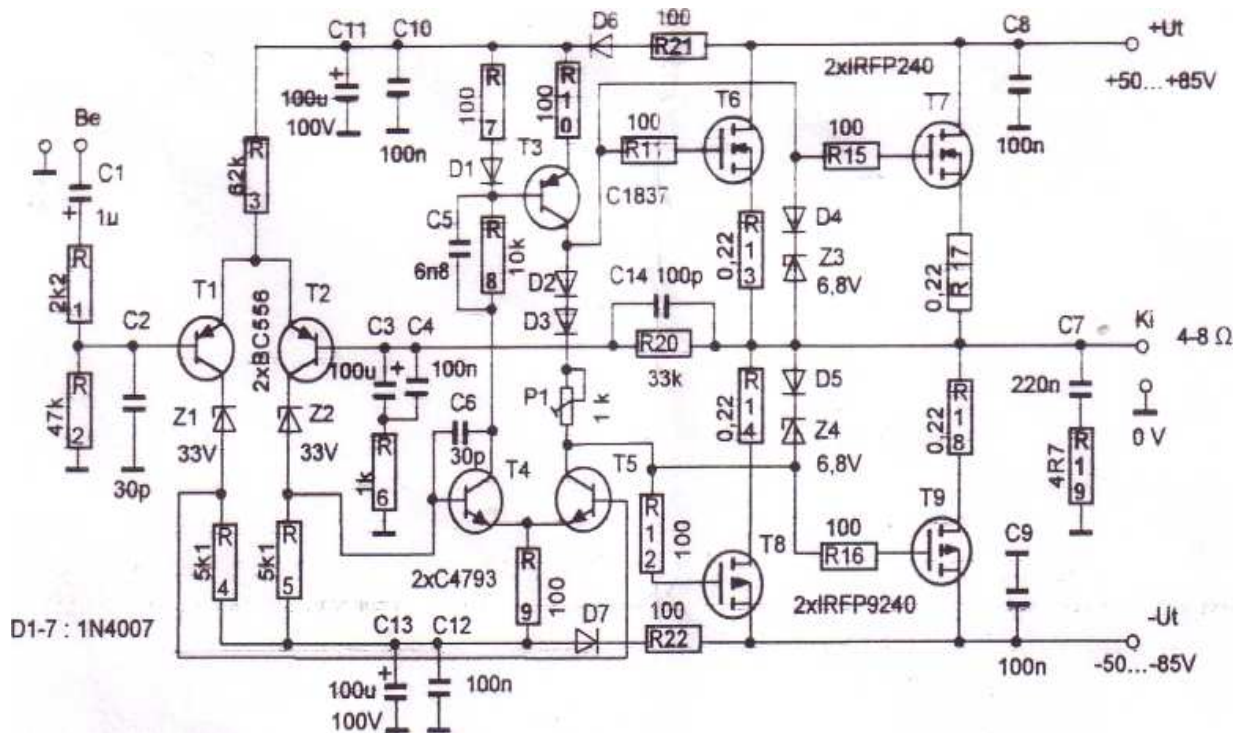 C11 C10 D6 100 C8 +Ut
R21
+ 100u 100V
100n
2xIRFP240
+50...+85V
Be
C1
+ 1u
62k R3
100 R7
100 R10
T3
100
R11
T6
100
R15
T7
100n
D1
C1837
C5
6n8
R8 10k
D2
D3
D4
Z3
6,8V
0,22 R13
0,22 R17
2k2 R1
C2
T1 T2
2xBC556
C3 C4
100u + 100n
C14 100p
R20
33k
C7 Ki 4-8 Ω
220n
0 V
47k R2
30p
Z1 33V
Z2 33V
C6
30p
1k R6
P1 1 k
0,22 R14
D5
Z4
6,8V
0,22 R18
4R7 R19
T4 T5
5k1 R4
5k1 R5
2xC4793
R9 100
R12 100
T8
100
R16
T9
C9
2xIRFP9240
D1-7 : 1N4007
C13 C12
D7 100
R22
-Ut
+ 100u 100V
100n
100n
-50...-85V